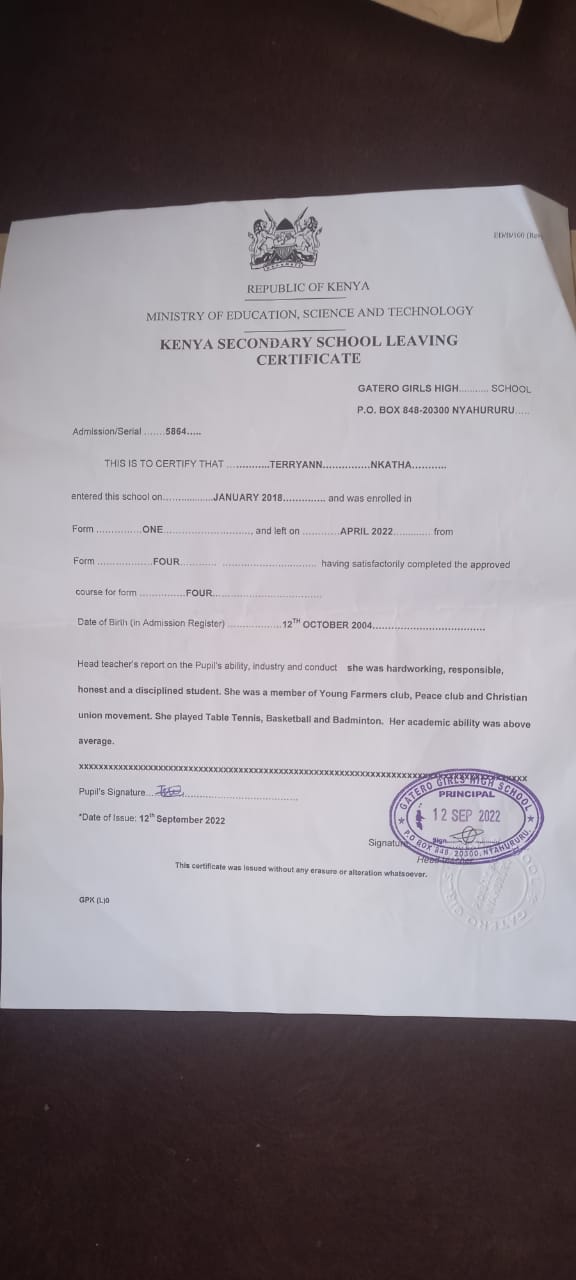 ED/B/160 (Rev
REPUBLIC OF KENYA
MINISTRY OF EDUCATION, SCIENCE AND TECHNOLOGY
KENYA SECONDARY SCHOOL LEAVING
CERTIFICATE
GATERO GIRLS HIGH.......... SCHOOL
P.O. BOX 848-20300 NYAHURURU.....
Admission/Serial .......5864.....
THIS IS TO CERTIFY THAT .............TERRYANN...............NKATHA...........
entered this school on..................JANUARY 2018.............. and was enrolled in
Form ...............ONE............................., and left on ............APRIL 2022............. from
Form ..................FOUR........... ................................. having satisfactorily completed the approved
course for form ...............FOUR...................................
Date of Birth (in Admission Register) ..................12TH OCTOBER 2004.......................................
Head teacher's report on the Pupil's ability, industry and conduct she was hardworking, responsible,
honest and a disciplined student. She was a member of Young Farmers club, Peace club and Christian
union movement. She played Table Tennis, Basketball and Badminton. Her academic ability was above
average.
xxxxxxxxxxxxxxxxxxxxxxxxxxxxxxxxxxxxxxxxxxxxxxxxxxxxxxxxxxxxxxxxxxxxxxxxxxxxxxxxxxxxxx
Pupil's Signature.............................................
*Date of Issue: 12th September 2022
GATERO GIRLS HIGH SCHOOL
PRINCIPAL
12 SEP 2022
Sign
P.O BOX 848 - 20300, NYAHURURU.
Signature
Head teacher
This certificate was issued without any erasure or alteration whatsoever.
GPK (L)0